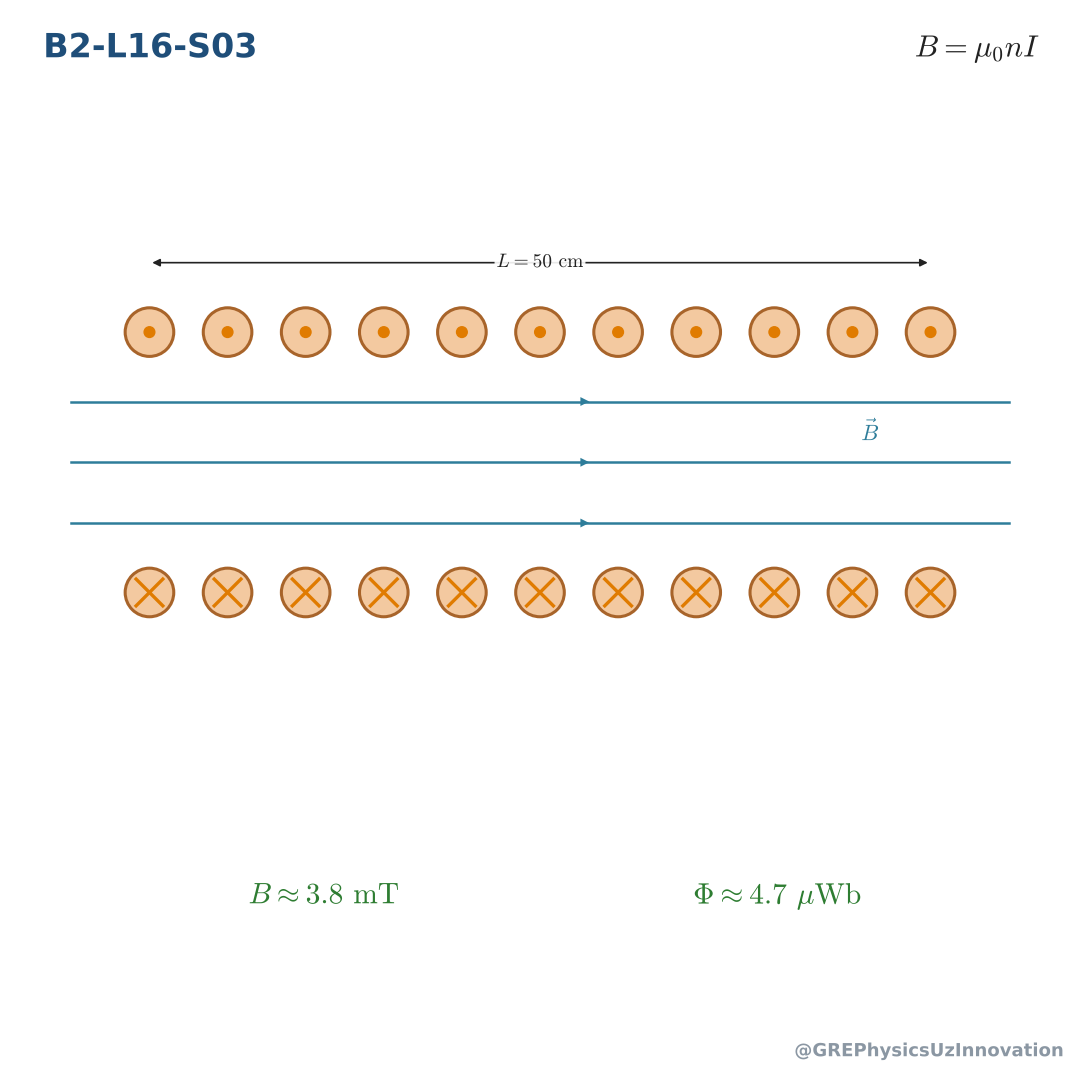 B2-L16-S03
B = μ₀nI
L = 50 cm
B⃗
B ≈ 3.8 mT
Φ ≈ 4.7 μWb
@GREPhysicsUzInnovation